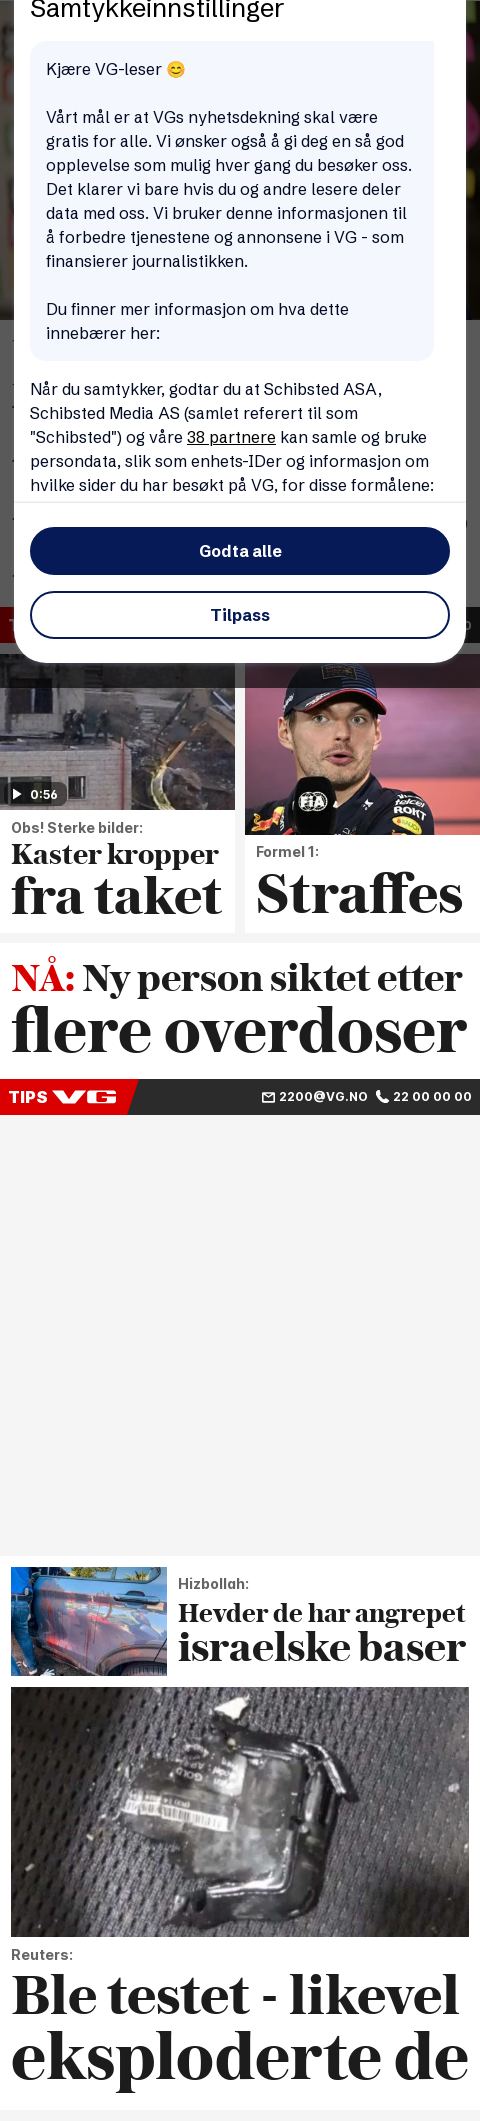 Samtykkeinnstillinger
Kjære VG-leser 😊
Vårt mål er at VGs nyhetsdekning skal være
gratis for alle. Vi ønsker også å gi deg en så god
opplevelse som mulig hver gang du besøker oss.
Det klarer vi bare hvis du og andre lesere deler
data med oss. Vi bruker denne informasjonen til
å forbedre tjenestene og annonsene i VG - som
finansierer journalistikken.
Du finner mer informasjon om hva dette
innebærer her:
Når du samtykker, godtar du at Schibsted ASA,
Schibsted Media AS (samlet referert til som
"Schibsted") og våre 38 partnere kan samle og bruke
persondata, slik som enhets-IDer og informasjon om
hvilke sider du har besøkt på VG, for disse formålene:
Godta alle
Tilpass
0:56
FIA
Obs! Sterke bilder:
Kaster kropper
fra taket
Formel 1:
Straffes
NÅ: Ny person siktet etter
flere overdoser
TIPS VG 2200@VG.NO 22 00 00 00
Hizbollah:
Hevder de har angrepet
israelske baser
GOLD
Reuters:
Ble testet - likevel
eksploderte de